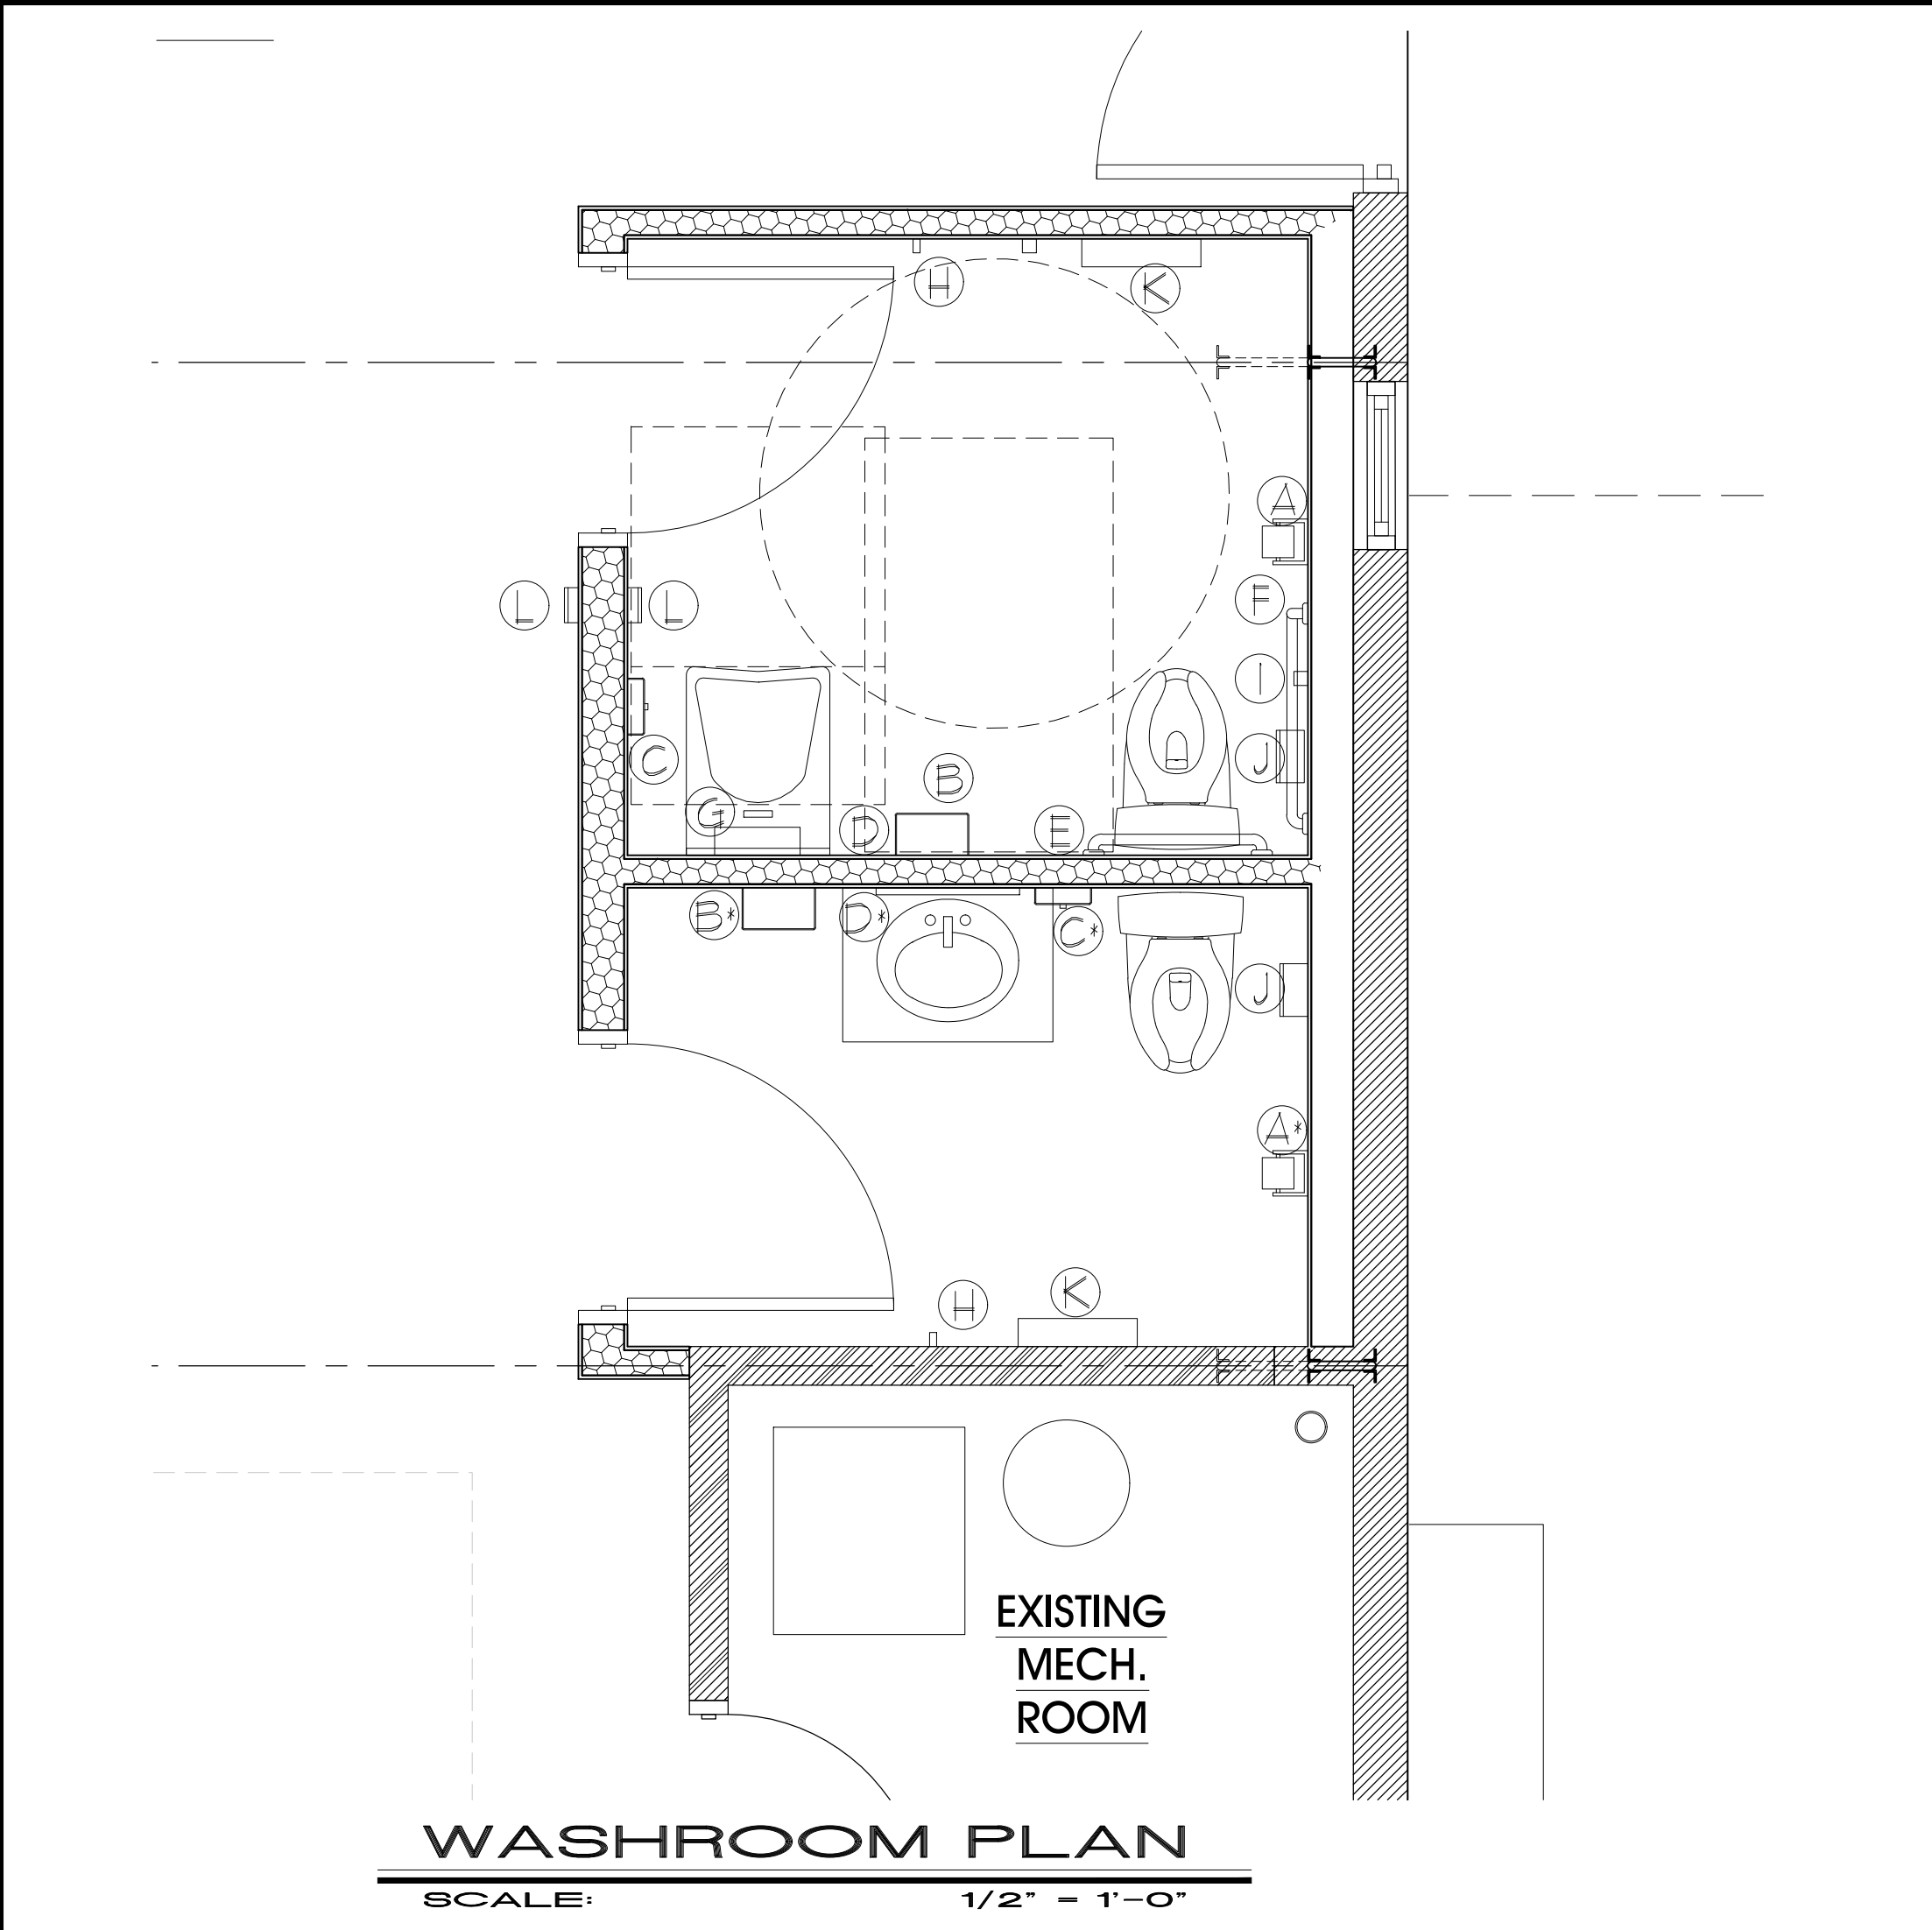 H
K
A
L
L
F
I
J
C
B
G
D
E
B*
D*
C*
J
A*
H
K
EXISTING
MECH.
ROOM
WASHROOM PLAN
SCALE: 1/2" = 1'-0"